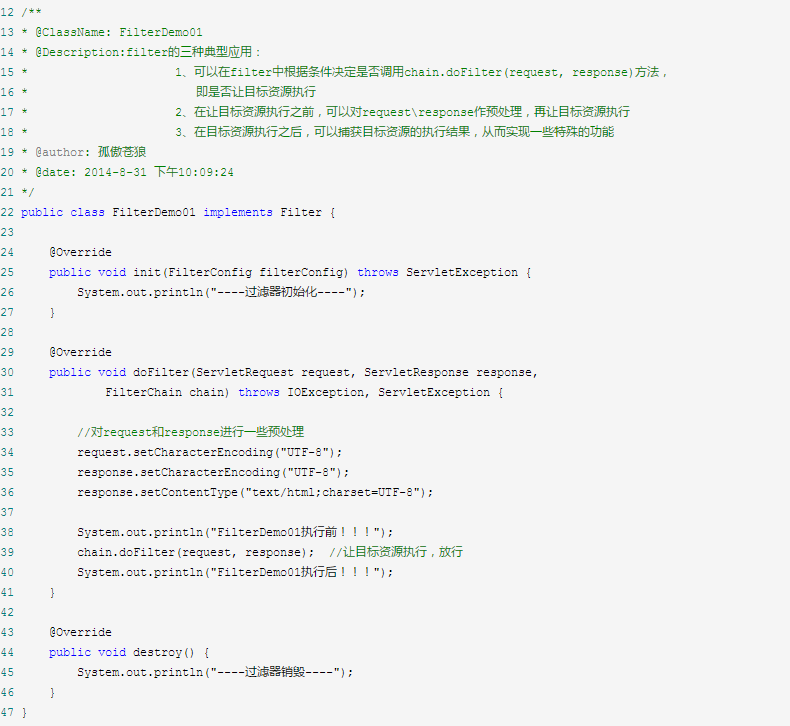 12 /**
13 * @ClassName: FilterDemo01
14 * @Description:filter的三种典型应用：
15 *                     1、可以在filter中根据条件决定是否调用chain.doFilter(request, response)方法，
16 *                        即是否让目标资源执行
17 *                     2、在让目标资源执行之前，可以对request\response作预处理，再让目标资源执行
18 *                     3、在目标资源执行之后，可以捕获目标资源的执行结果，从而实现一些特殊的功能
19 * @author: 孤傲苍狼
20 * @date: 2014-8-31 下午10:09:24
21 */
22 public class FilterDemo01 implements Filter {
23
24     @Override
25     public void init(FilterConfig filterConfig) throws ServletException {
26         System.out.println("----过滤器初始化----");
27     }
28
29     @Override
30     public void doFilter(ServletRequest request, ServletResponse response,
31             FilterChain chain) throws IOException, ServletException {
32
33         //对request和response进行一些预处理
34         request.setCharacterEncoding("UTF-8");
35         response.setCharacterEncoding("UTF-8");
36         response.setContentType("text/html;charset=UTF-8");
37
38         System.out.println("FilterDemo01执行前！！！");
39         chain.doFilter(request, response);  //让目标资源执行，放行
40         System.out.println("FilterDemo01执行后！！！");
41     }
42
43     @Override
44     public void destroy() {
45         System.out.println("----过滤器销毁----");
46     }
47 }